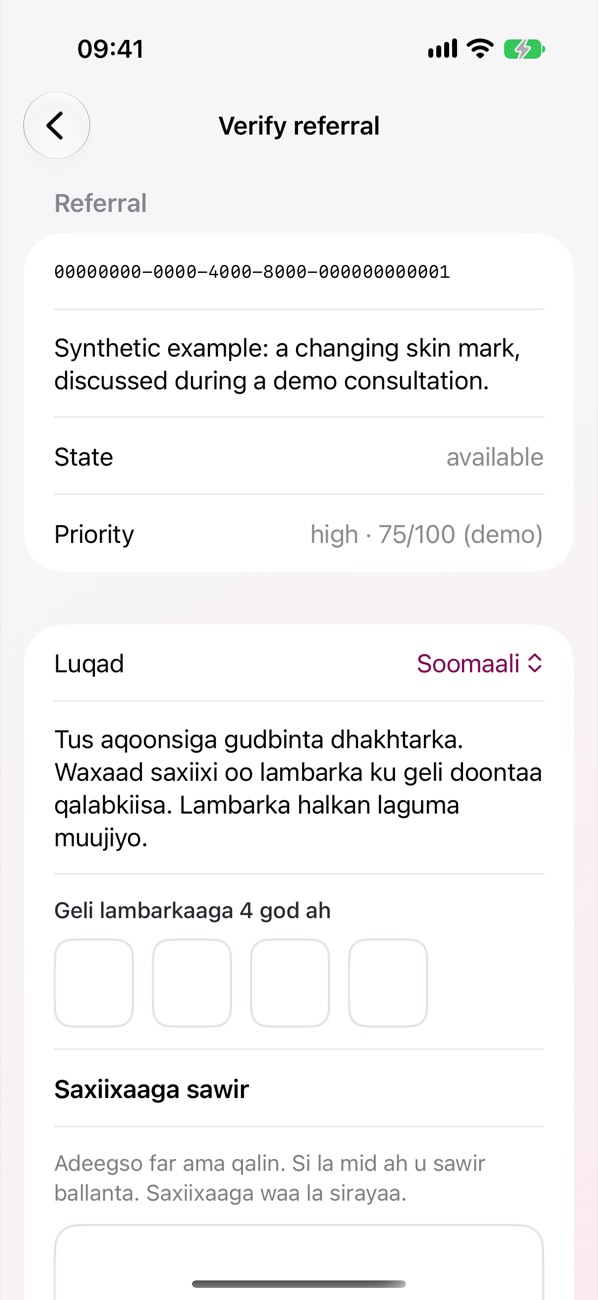 09:41
Verify referral
Referral
00000000-0000-4000-8000-000000000001
Synthetic example: a changing skin mark,
discussed during a demo consultation.
State available
Priority high · 75/100 (demo)
Luqad Soomaali
Tus aqoonsiga gudbinta dhakhtarka.
Waxaad saxiixi oo lambarka ku geli doontaa
qalabkiisa. Lambarka halkan laguma
muujiyo.
Geli lambarkaaga 4 god ah
Saxiixaaga sawir
Adeegso far ama qalin. Si la mid ah u sawir
ballanta. Saxiixaaga waa la sirayaa.